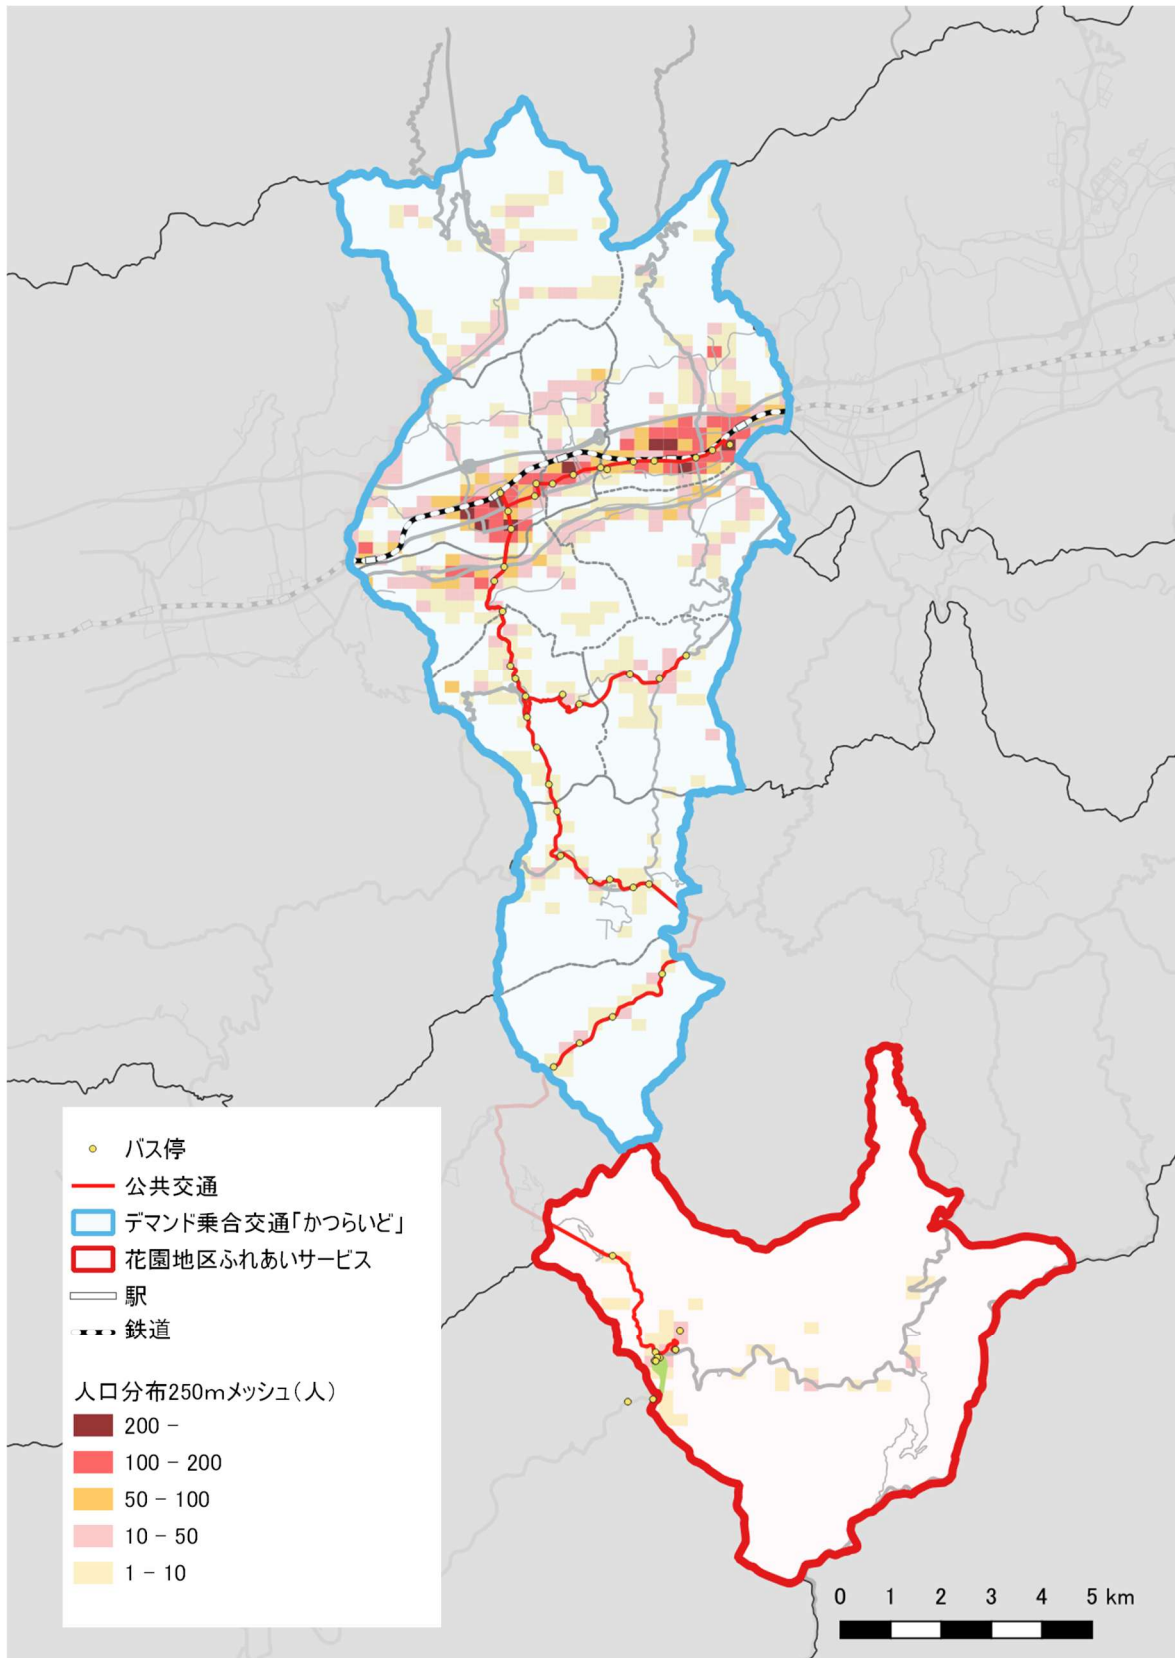 バス停
公共交通
デマンド乗合交通「かつらいど」
花園地区ふれあいサービス
駅
鉄道
人口分布250mメッシュ(人)
200 -
100 - 200
50 - 100
10 - 50
1 - 10
0 1 2 3 4 5 km